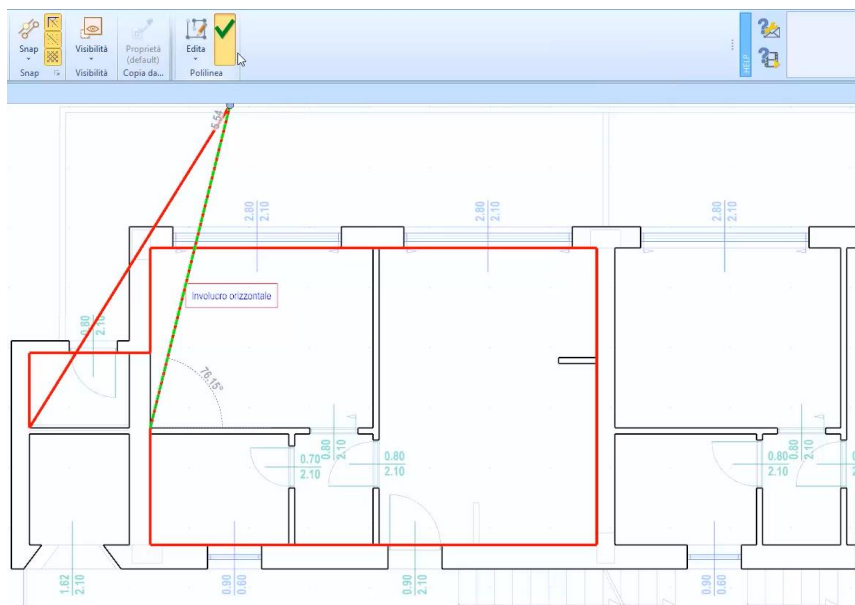 Snap
Visibilità
Proprietà
(default)
Edita
Snap
Visibilità
Copia da...
Polilinea
HELP
5.54
2.80
2.10
2.80
2.10
2.80
2.10
Involucro orizzontale
0.80
2.10
76.15°
0.70
2.10
0.80
2.10
0.80
2.10
0.80
2.10
0.80
2.10
1.62
2.10
0.90
0.60
0.90
2.10
0.90
0.60